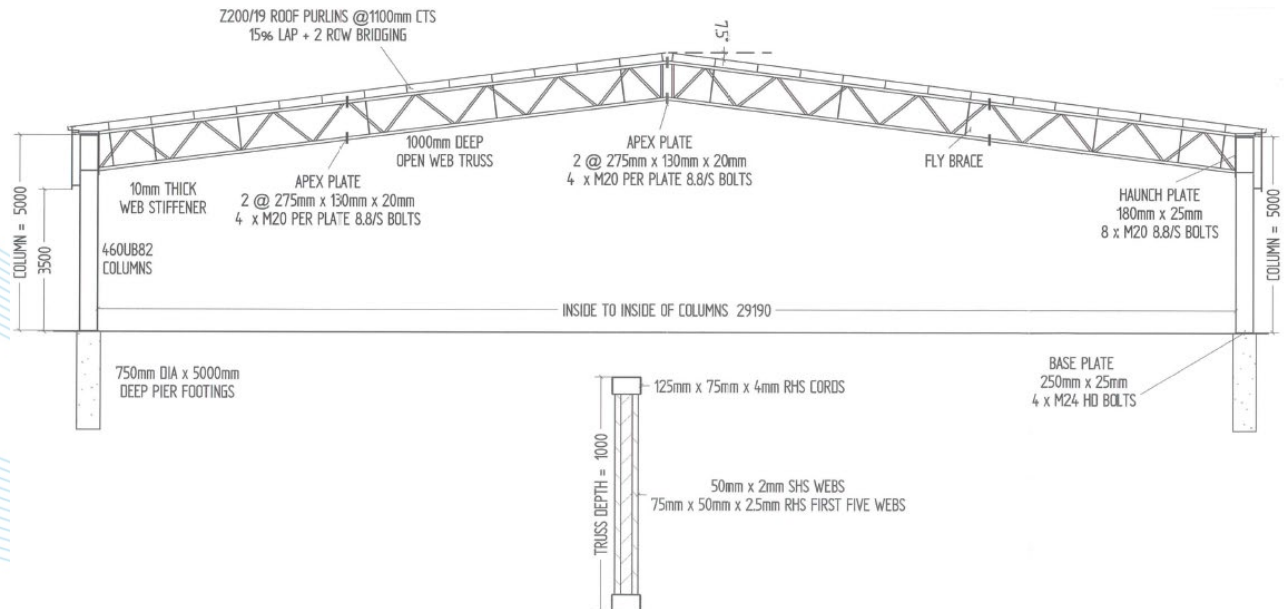 Z200/19 ROOF PURLINS @1100mm CTS
15% LAP + 2 ROW BRIDGING
7.5°
1000mm DEEP
OPEN WEB TRUSS
APEX PLATE
2 @ 275mm x 130mm x 20mm
4 x M20 PER PLATE 8.8/S BOLTS
FLY BRACE
10mm THICK
WEB STIFFENER
APEX PLATE
2 @ 275mm x 130mm x 20mm
4 x M20 PER PLATE 8.8/S BOLTS
HAUNCH PLATE
180mm x 25mm
8 x M20 8.8/S BOLTS
COLUMN = 5000
3500
460UB82
COLUMNS
COLUMN = 5000
INSIDE TO INSIDE OF COLUMNS 29190
750mm DIA x 5000mm
DEEP PIER FOOTINGS
BASE PLATE
250mm x 25mm
4 x M24 HD BOLTS
125mm x 75mm x 4mm RHS CORDS
TRUSS DEPTH = 1000
50mm x 2mm SHS WEBS
75mm x 50mm x 2.5mm RHS FIRST FIVE WEBS